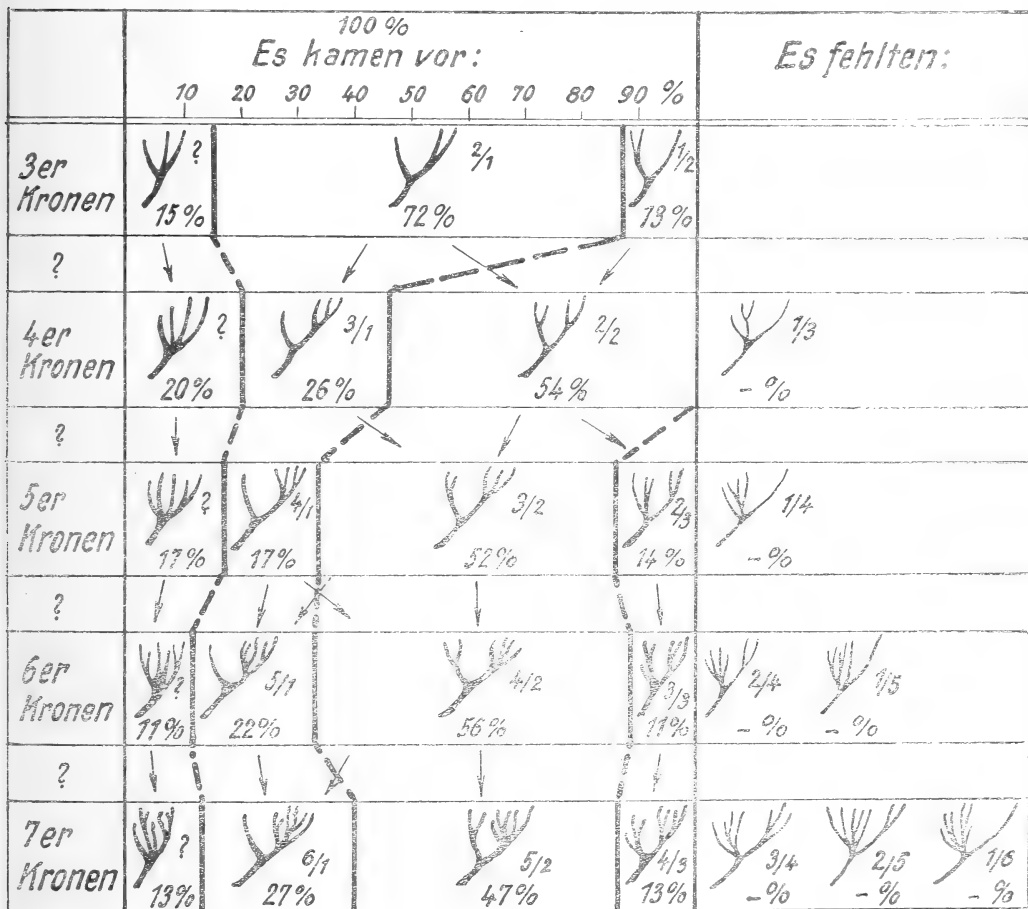 100%
Es kamen vor:
Es fehlten:
10 20 30 40 50 60 70 80 90 %
3er
Kronen
? 2/1 1/2
15% 72% 13%
?
4er
Kronen
? 3/1 2/2 1/3
20% 26% 54% -%
?
5er
Kronen
? 4/1 3/2 2/3 1/4
17% 17% 52% 14% -%
?
6er
Kronen
? 5/1 4/2 3/3 2/4 1/5
11% 22% 56% 11% -% -%
?
7er
Kronen
? 6/1 5/2 4/3 3/4 2/5 1/6
13% 27% 47% 13% -% -% -%